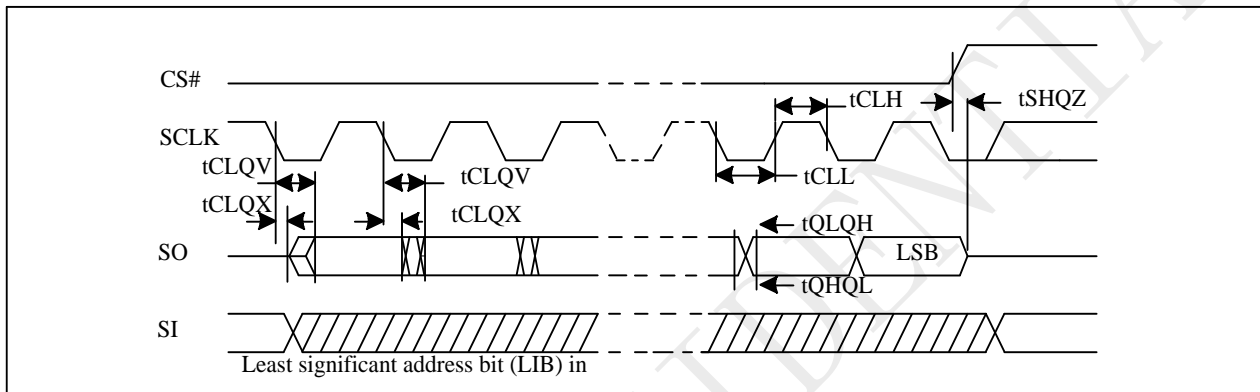 CS#
tCLH
tSHQZ
SCLK
tCLQV
tCLQV
tCLL
tCLQX
tCLQX
tQLQH
SO
LSB
tQHQL
SI
Least significant address bit (LIB) in
IDENTIAL